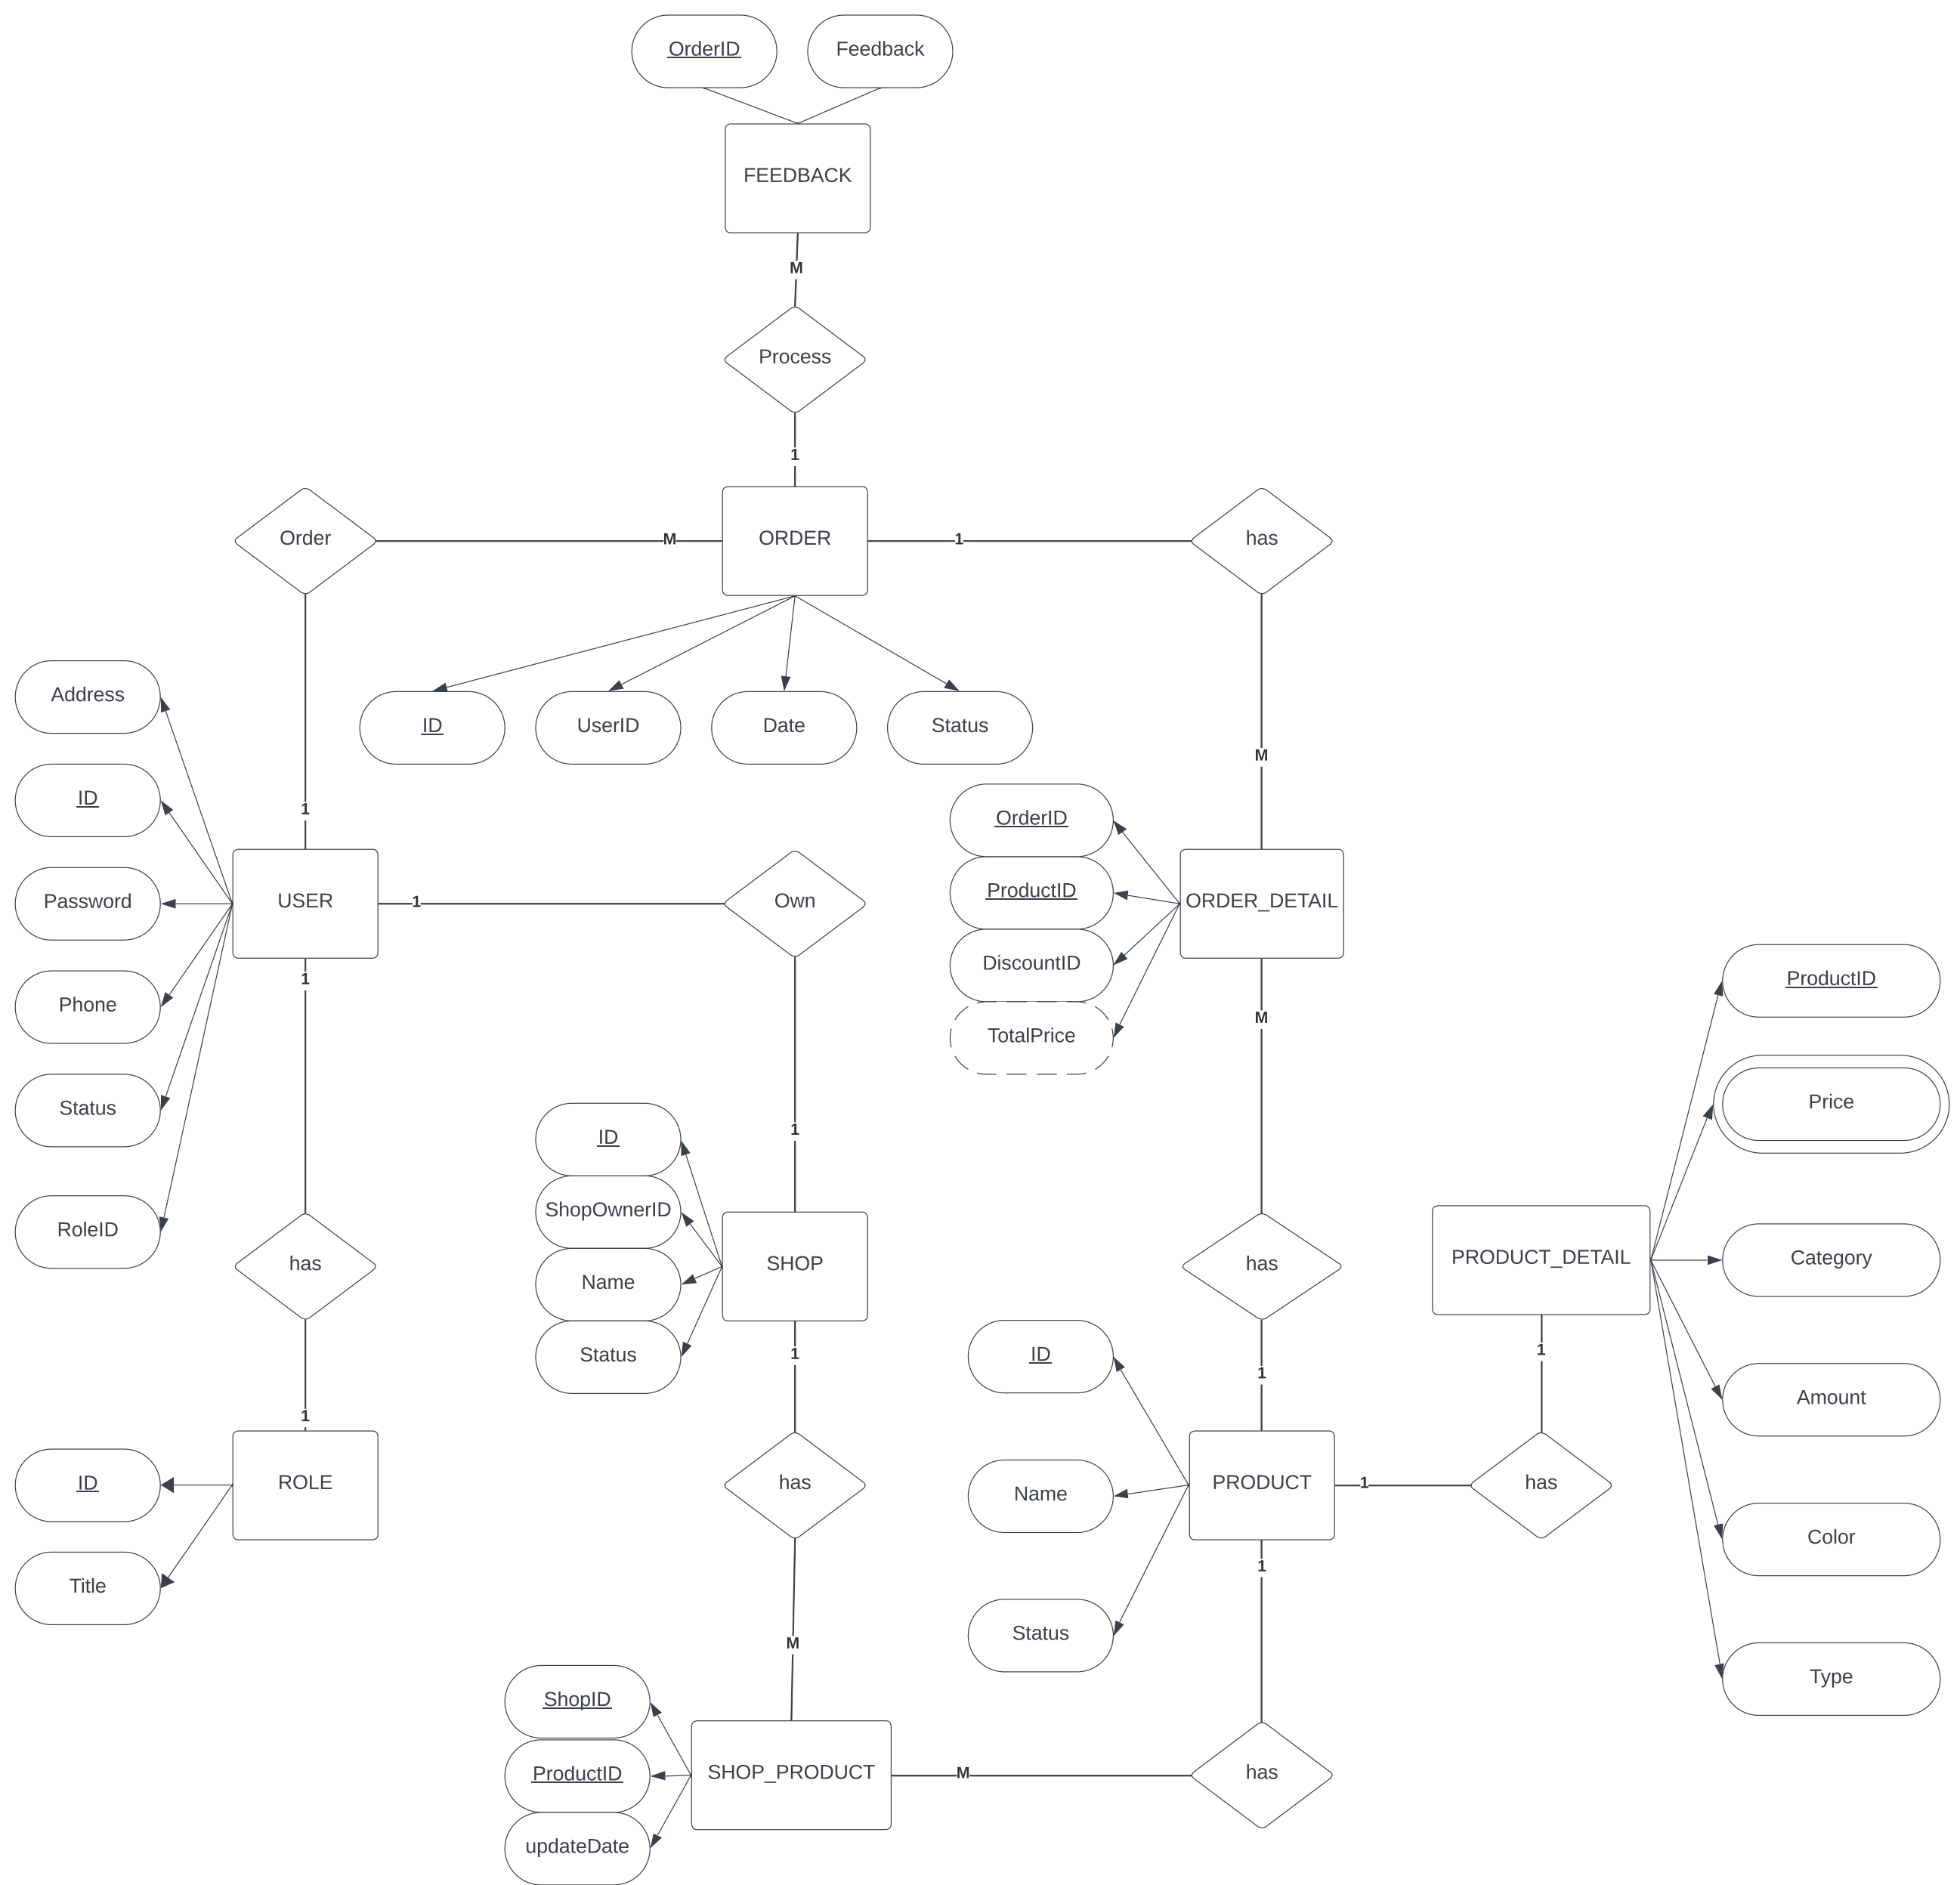 OrderID
Feedback
FEEDBACK
M
Process
1
Order
M
ORDER
1
has
ID
UserID
Date
Status
M
1
Address
ID
Password
Phone
Status
RoleID
USER
1
Own
1
1
OrderID
ProductID
DiscountID
TotalPrice
ORDER_DETAIL
M
ProductID
Price
Category
Amount
Color
Type
PRODUCT_DETAIL
1
has
1
ID
ShopOwnerID
Name
Status
SHOP
1
has
1
ID
Title
ROLE
has
M
ID
Name
Status
PRODUCT
1
has
1
ShopID
ProductID
updateDate
SHOP_PRODUCT
M
has